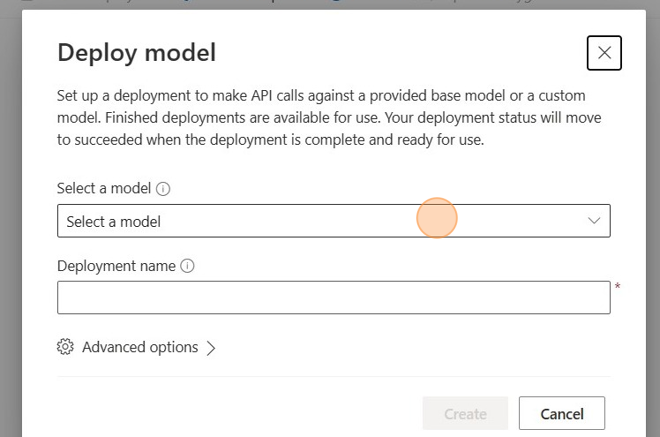 Deploy model
Set up a deployment to make API calls against a provided base model or a custom
model. Finished deployments are available for use. Your deployment status will move
to succeeded when the deployment is complete and ready for use.
Select a model
Select a model
Deployment name
*
Advanced options
Create
Cancel